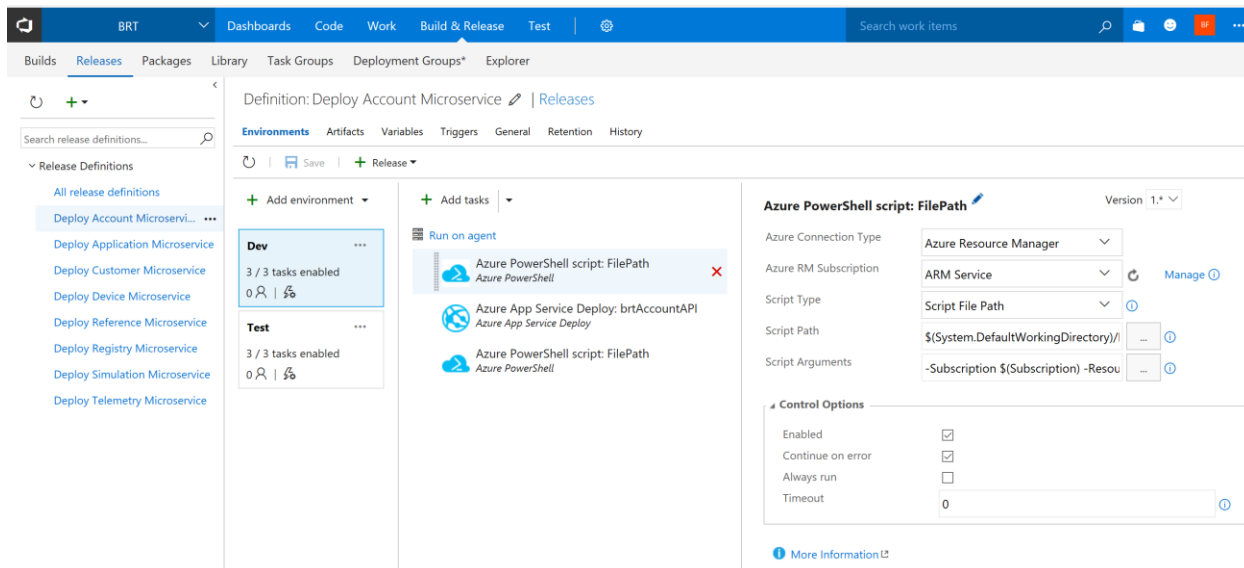 BRT Dashboards Code Work Build & Release Test Search work items BF ...
Builds Releases Packages Library Task Groups Deployment Groups* Explorer
Definition: Deploy Account Microservice | Releases
Search release definitions...
Release Definitions
All release definitions
Deploy Account Microservi... ...
Deploy Application Microservice
Deploy Customer Microservice
Deploy Device Microservice
Deploy Reference Microservice
Deploy Registry Microservice
Deploy Simulation Microservice
Deploy Telemetry Microservice
Environments Artifacts Variables Triggers General Retention History
Save + Release
+ Add environment
Dev ...
3 / 3 tasks enabled
0
Test ...
3 / 3 tasks enabled
0
+ Add tasks
Run on agent
Azure PowerShell script: FilePath
Azure PowerShell
Azure App Service Deploy: brtAccountAPI
Azure App Service Deploy
Azure PowerShell script: FilePath
Azure PowerShell
Azure PowerShell script: FilePath Version 1.*
Azure Connection Type Azure Resource Manager
Azure RM Subscription ARM Service Manage
Script Type Script File Path
Script Path $(System.DefaultWorkingDirectory)/ ...
Script Arguments -Subscription $(Subscription) -Resou ...
Control Options
Enabled
Continue on error
Always run
Timeout 0
More Information